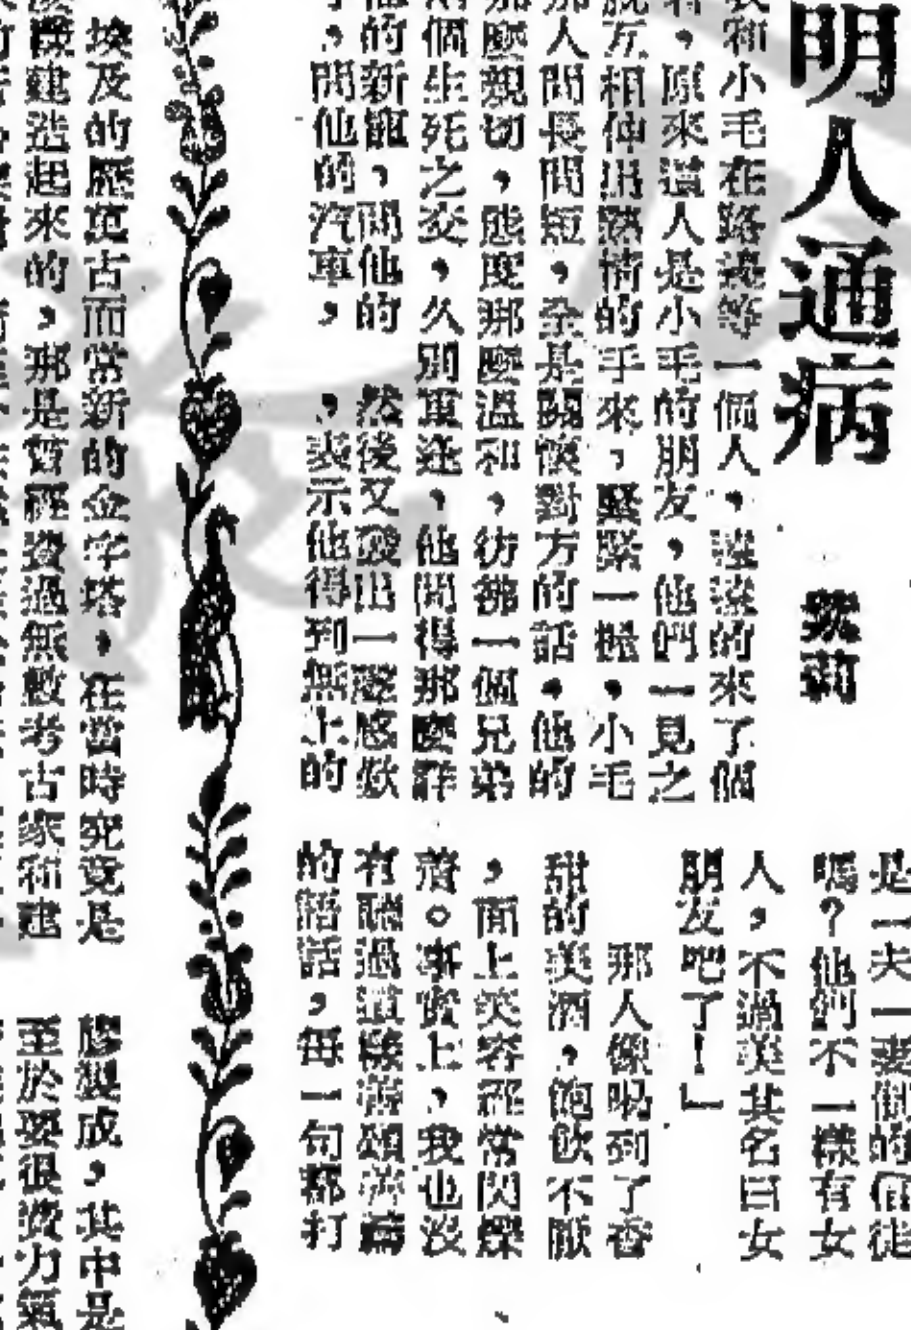 明人通病
魏莉
我和小毛在路邊等一個人，遠遠的來了個
，原來這人是小毛的朋友，他們一見之
互相伸出熱情的手來，緊緊一握，小毛
那人問長問短，全是關懷對方的話，他的
那麼親切，態度那麼溫和，彷彿一個兄弟
個生死之交，久別重逢，他問得那麼詳
他的新寵，問他的
，問他的汽車，
然後又發出一聲感歎
，表示他得到無上的
是一夫一妻制的信徒
嗎？他們不一樣有女
人，不過美其名曰女
朋友吧了！」
那人像喝到了香
甜的美酒，飽飲不厭
，面上笑容經常閃爍
着。事實上，我也沒
有聽過這樣善頌善禱
的話語，每一句都打
埃及的歷萬古而常新的金字塔，在當時究竟是
建造起來的，那是曾經費過無數考古家和建
膠製成，其中是
至於要很費力氣